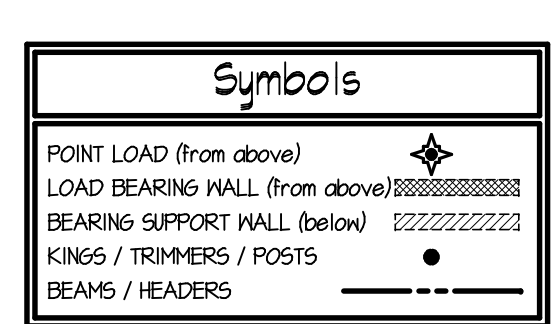 Symbols
POINT LOAD (from above)
LOAD BEARING WALL (from above)
BEARING SUPPORT WALL (below)
KINGS / TRIMMERS / POSTS
BEAMS / HEADERS